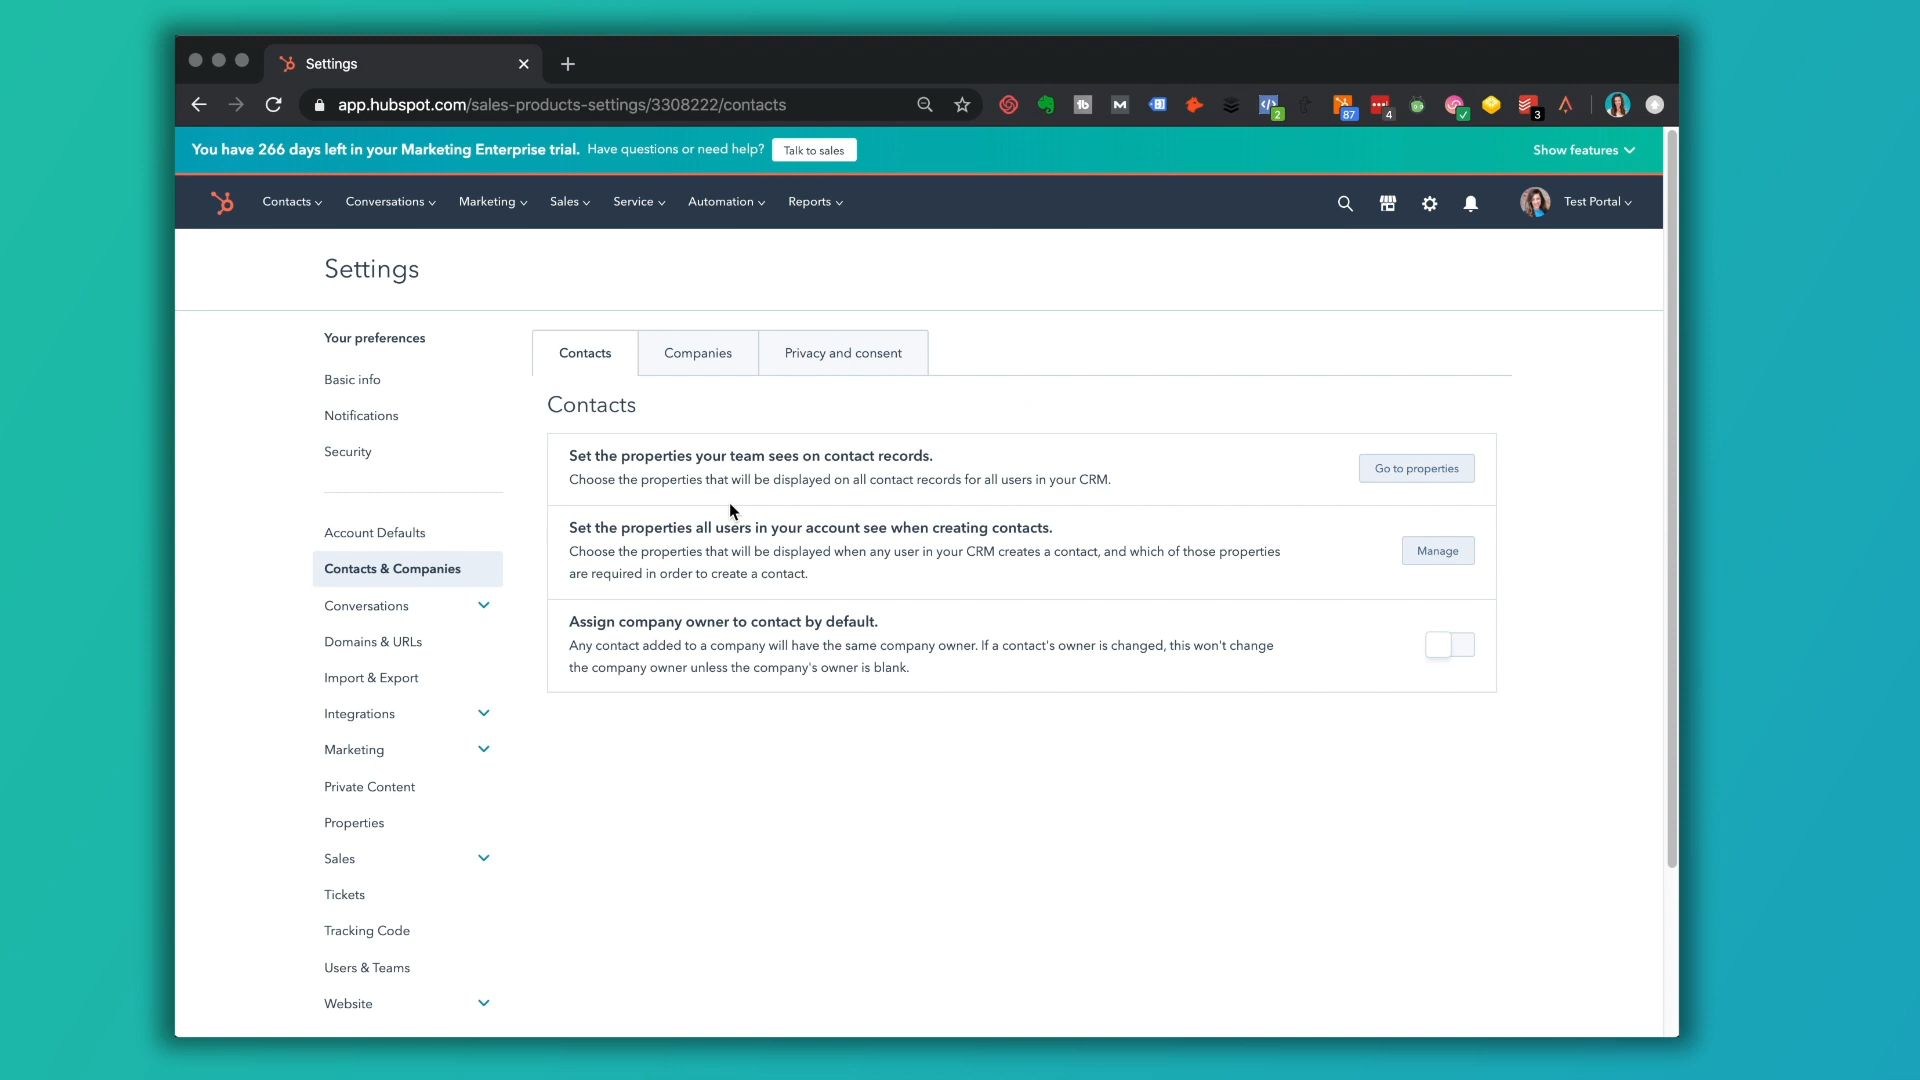 Settings
app.hubspot.com/sales-products-settings/3308222/contacts
2
87
4
3
You have 266 days left in your Marketing Enterprise trial. Have questions or need help? Talk to sales Show features
Contacts Conversations Marketing Sales Service Automation Reports Test Portal
Settings
Your preferences
Basic info
Notifications
Security
Account Defaults
Contacts & Companies
Conversations
Domains & URLs
Import & Export
Integrations
Marketing
Private Content
Properties
Sales
Tickets
Tracking Code
Users & Teams
Website
Contacts Companies Privacy and consent
Contacts
Set the properties your team sees on contact records.
Choose the properties that will be displayed on all contact records for all users in your CRM.
Go to properties
Set the properties all users in your account see when creating contacts.
Choose the properties that will be displayed when any user in your CRM creates a contact, and which of those properties
are required in order to create a contact.
Manage
Assign company owner to contact by default.
Any contact added to a company will have the same company owner. If a contact's owner is changed, this won't change
the company owner unless the company's owner is blank.